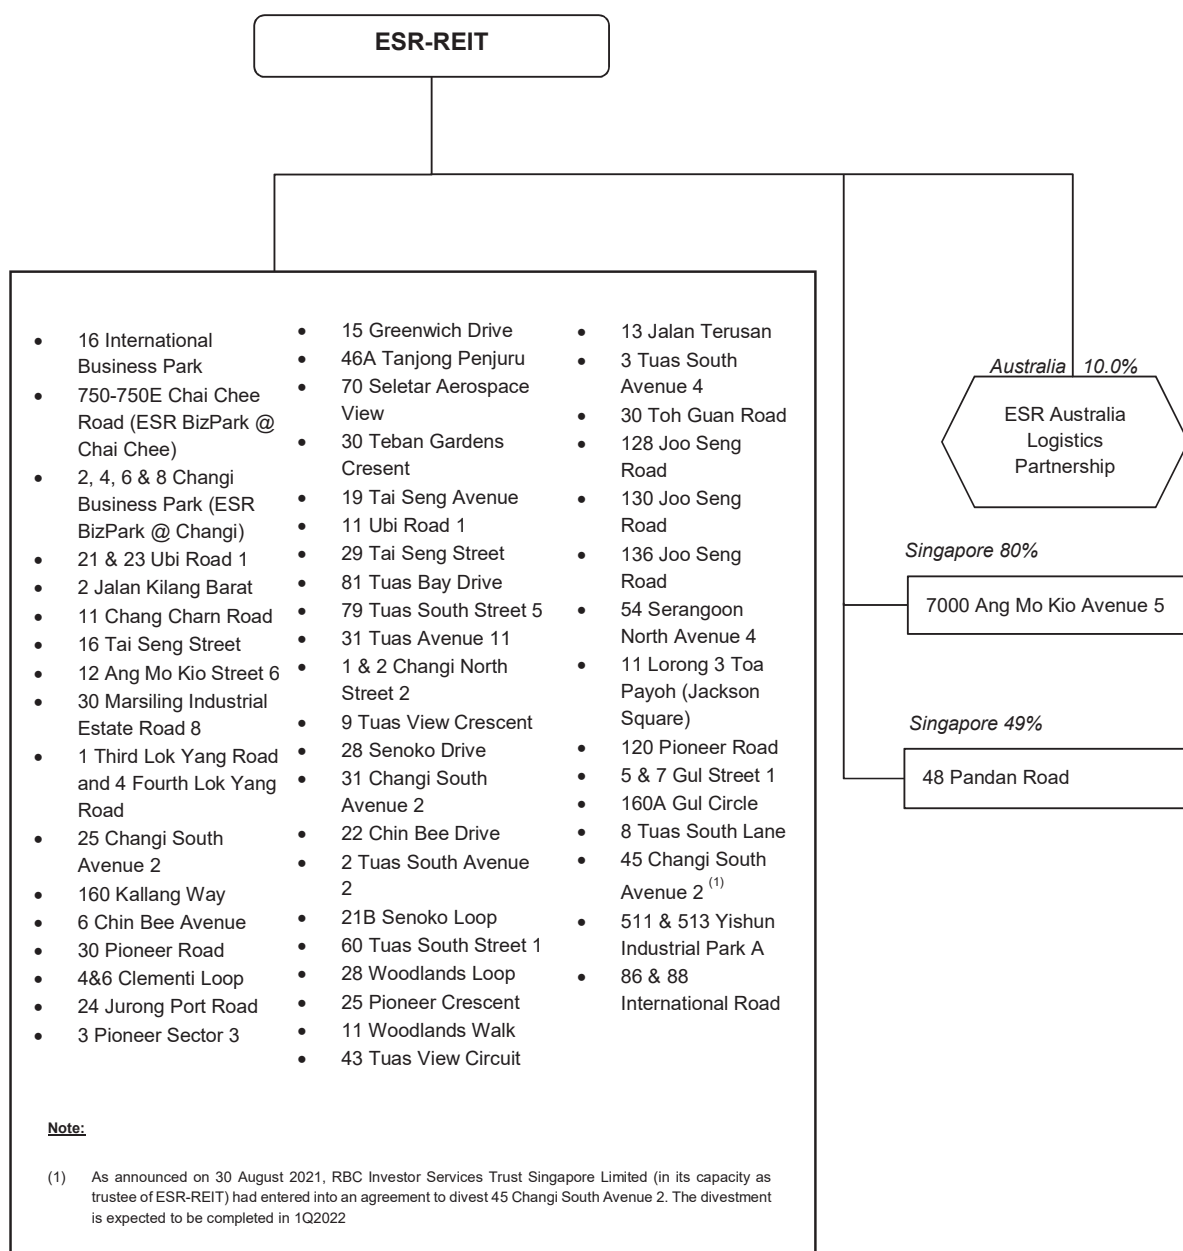 ESR-REIT
16 International
Business Park
750-750E Chai Chee
Road (ESR BizPark @
Chai Chee)
2, 4, 6 & 8 Changi
Business Park (ESR
BizPark @ Changi)
21 & 23 Ubi Road 1
2 Jalan Kilang Barat
11 Chang Charn Road
16 Tai Seng Street
12 Ang Mo Kio Street 6
30 Marsiling Industrial
Estate Road 8
1 Third Lok Yang Road
and 4 Fourth Lok Yang
Road
25 Changi South
Avenue 2
160 Kallang Way
6 Chin Bee Avenue
30 Pioneer Road
4&6 Clementi Loop
24 Jurong Port Road
3 Pioneer Sector 3
15 Greenwich Drive
46A Tanjong Penjuru
70 Seletar Aerospace
View
30 Teban Gardens
Cresent
19 Tai Seng Avenue
11 Ubi Road 1
29 Tai Seng Street
81 Tuas Bay Drive
79 Tuas South Street 5
31 Tuas Avenue 11
1 & 2 Changi North
Street 2
9 Tuas View Crescent
28 Senoko Drive
31 Changi South
Avenue 2
22 Chin Bee Drive
2 Tuas South Avenue
2
21B Senoko Loop
60 Tuas South Street 1
28 Woodlands Loop
25 Pioneer Crescent
11 Woodlands Walk
43 Tuas View Circuit
13 Jalan Terusan
3 Tuas South
Avenue 4
30 Toh Guan Road
128 Joo Seng
Road
130 Joo Seng
Road
136 Joo Seng
Road
54 Serangoon
North Avenue 4
11 Lorong 3 Toa
Payoh (Jackson
Square)
120 Pioneer Road
5 & 7 Gul Street 1
160A Gul Circle
8 Tuas South Lane
45 Changi South
Avenue 2 (1)
511 & 513 Yishun
Industrial Park A
86 & 88
International Road
Australia 10.0%
ESR Australia
Logistics
Partnership
Singapore 80%
7000 Ang Mo Kio Avenue 5
Singapore 49%
48 Pandan Road
Note:
(1) As announced on 30 August 2021, RBC Investor Services Trust Singapore Limited (in its capacity as
trustee of ESR-REIT) had entered into an agreement to divest 45 Changi South Avenue 2. The divestment
is expected to be completed in 1Q2022